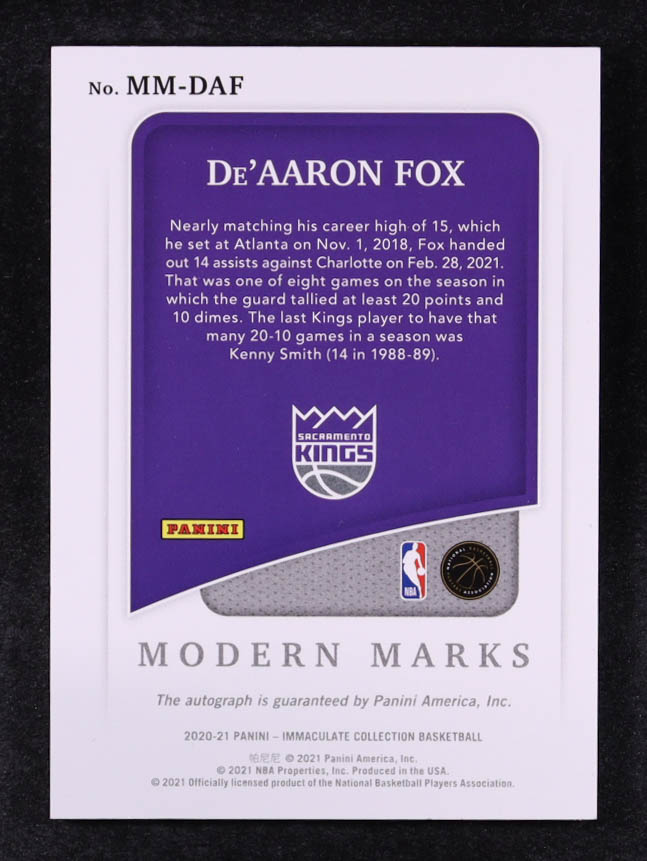 No. MM-DAF
De'AARON FOX
Nearly matching his career high of 15, which
he set at Atlanta on Nov. 1, 2018, Fox handed
out 14 assists against Charlotte on Feb. 28, 2021.
That was one of eight games on the season in
which the guard tallied at least 20 points and
10 dimes. The last Kings player to have that
many 20-10 games in a season was
Kenny Smith (14 in 1988-89).
SACRAMENTO
KINGS
PANINI
NBA
NATIONAL BASKETBALL
PLAYERS ASSOCIATION
MODERN MARKS
The autograph is guaranteed by Panini America, Inc.
2020-21 PANINI – IMMACULATE COLLECTION BASKETBALL
帕尼尼 © 2021 Panini America, Inc.
© 2021 NBA Properties, Inc. Produced in the USA.
© 2021 Officially licensed product of the National Basketball Players Association.